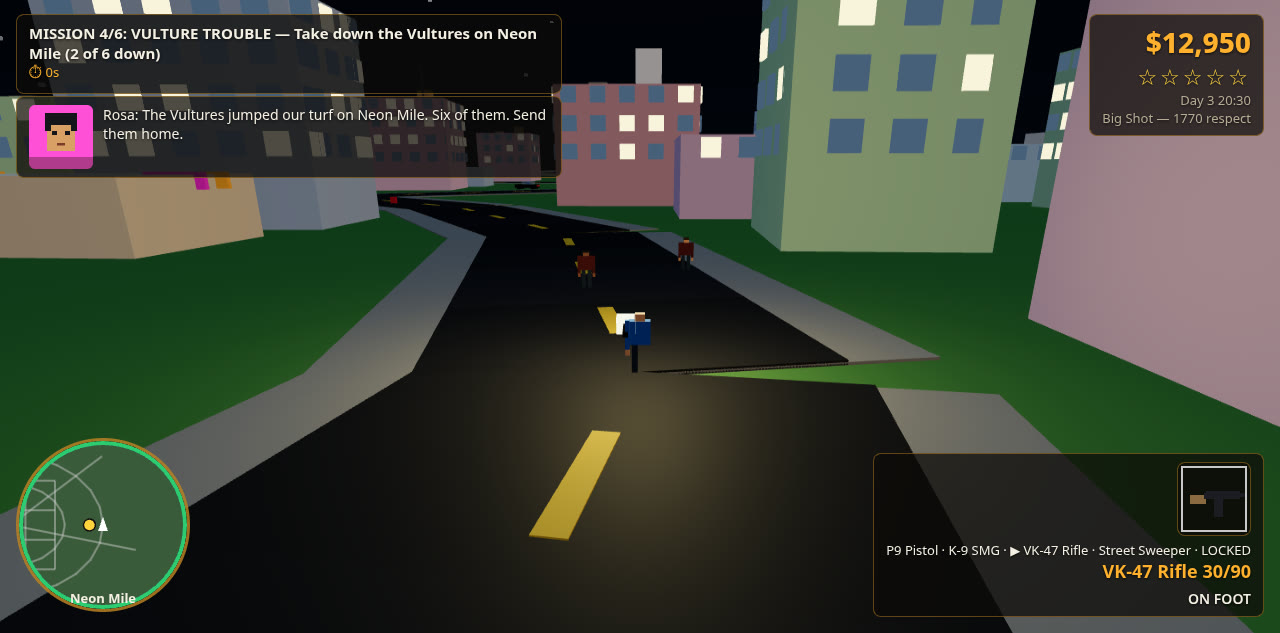 MISSION 4/6: VULTURE TROUBLE — Take down the Vultures on Neon
Mile (2 of 6 down)
⏱ 0s
Rosa: The Vultures jumped our turf on Neon Mile. Six of them. Send
them home.
$12,950
☆☆☆☆☆
Day 3 20:30
Big Shot — 1770 respect
Neon Mile
P9 Pistol · K-9 SMG · ▶ VK-47 Rifle · Street Sweeper · LOCKED
VK-47 Rifle 30/90
ON FOOT